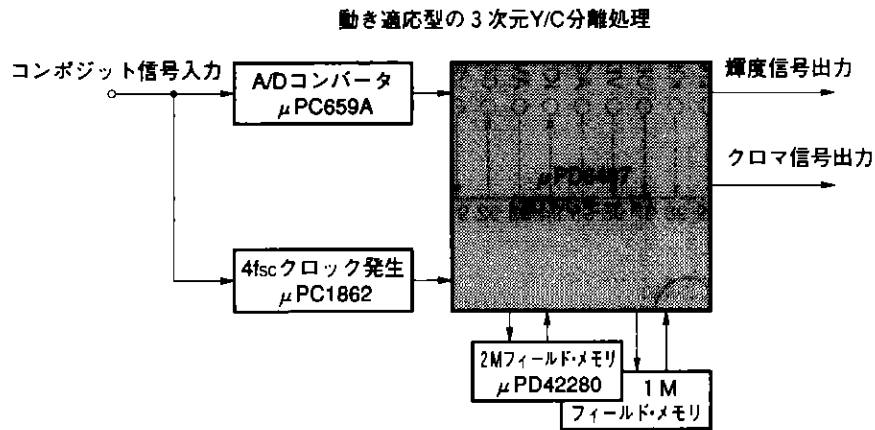 動き適応型の3次元Y/C分離処理
コンポジット信号入力
A/Dコンバータ
μPC659A
輝度信号出力
クロマ信号出力
4fscクロック発生
μPC1862
2Mフィールド・メモリ
μPD42280
1M
フィールド・メモリ